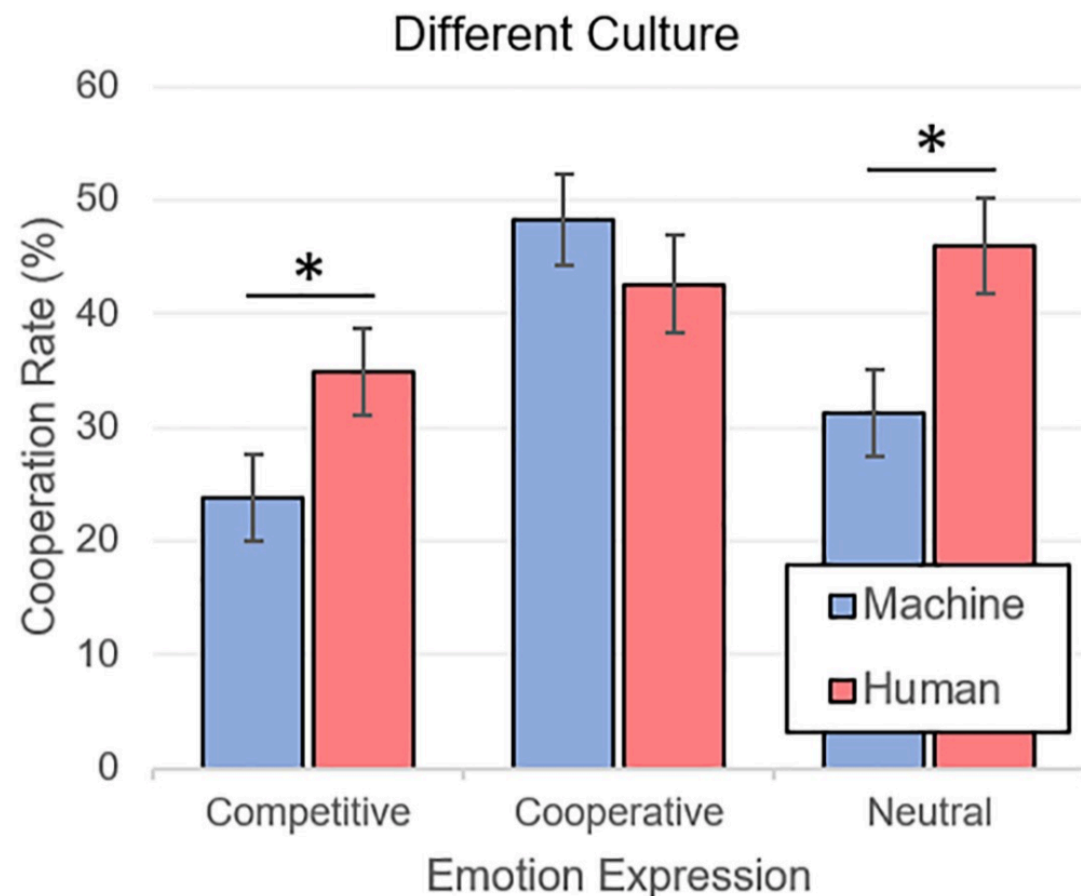 Different Culture
Cooperation Rate (%)
60
50
40
30
20
10
0
*
*
Machine
Human
Competitive
Cooperative
Neutral
Emotion Expression